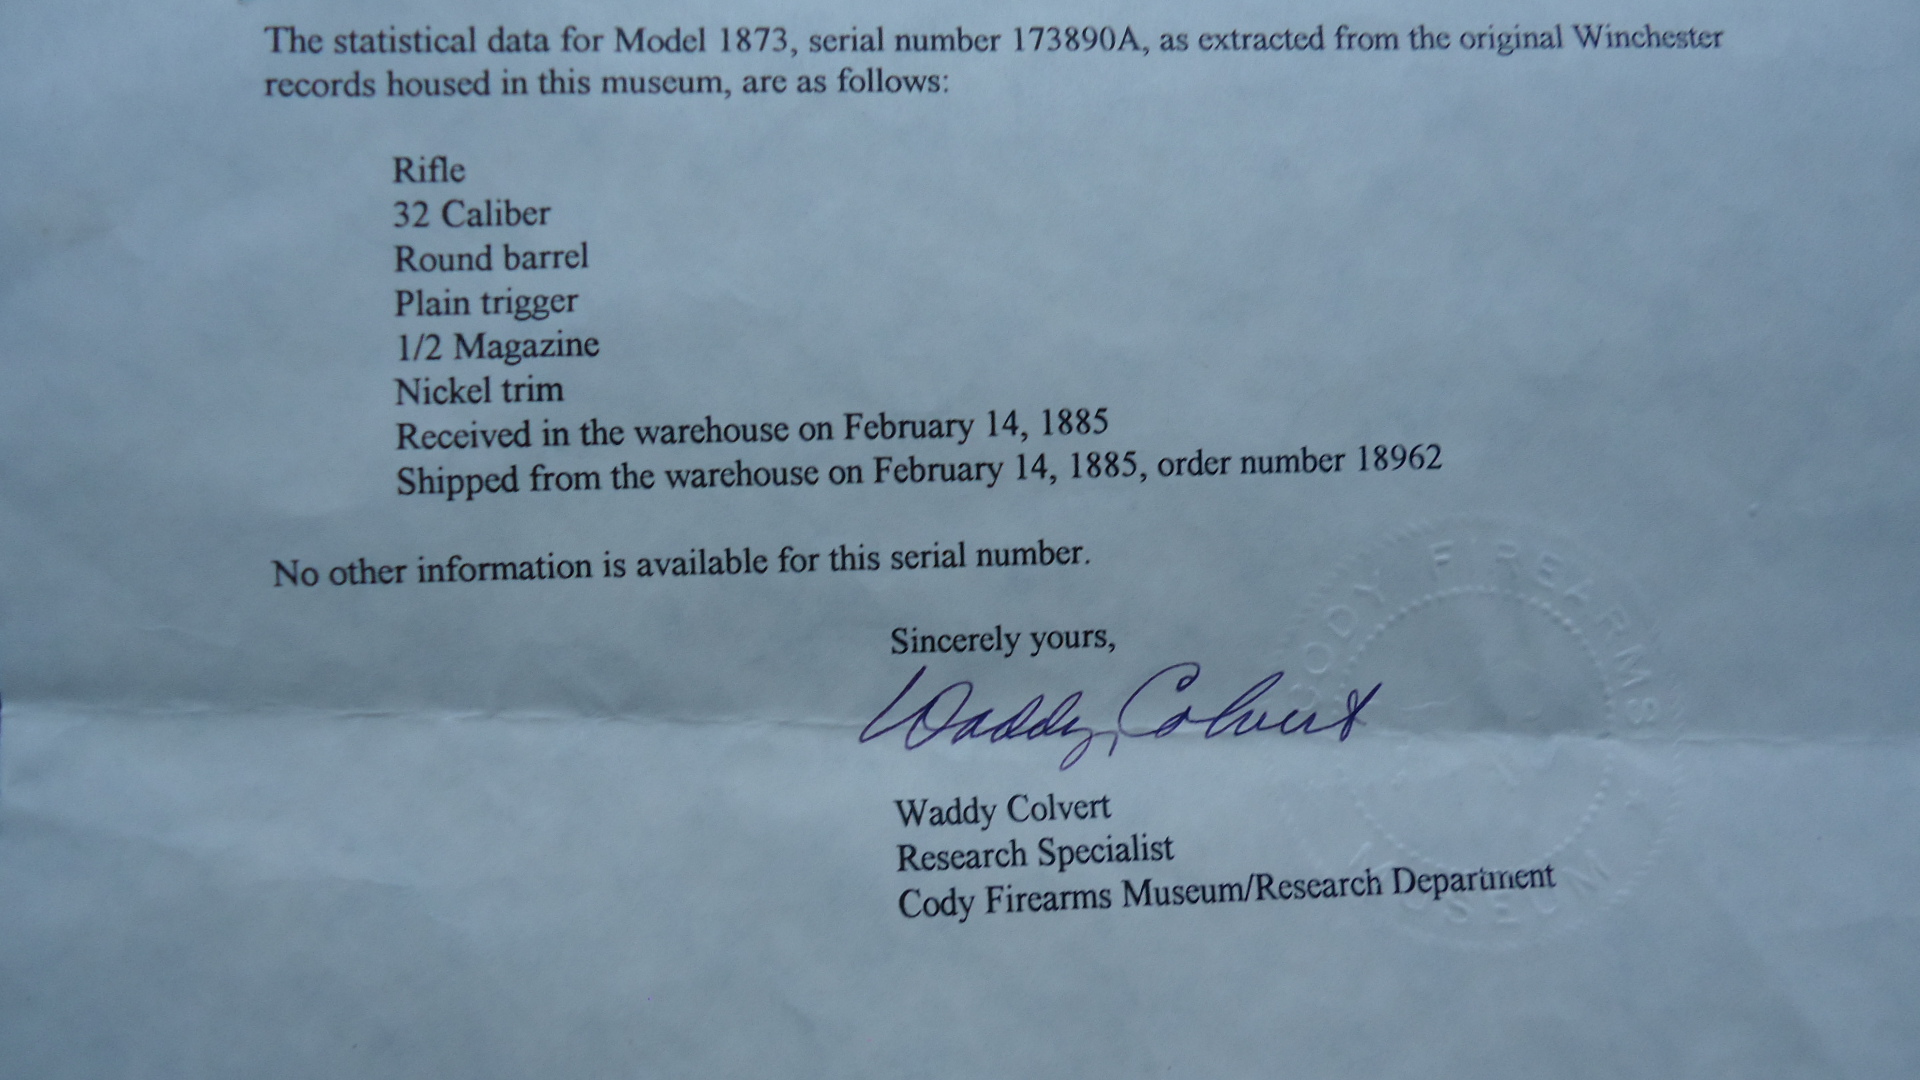 The statistical data for Model 1873, serial number 173890A, as extracted from the original Winchester
records housed in this museum, are as follows:
Rifle
32 Caliber
Round barrel
Plain trigger
1/2 Magazine
Nickel trim
Received in the warehouse on February 14, 1885
Shipped from the warehouse on February 14, 1885, order number 18962
No other information is available for this serial number.
Sincerely yours,
Waddy Colvert
Waddy Colvert
Research Specialist
Cody Firearms Museum/Research Department
CODY FIREARMS
MUSEUM